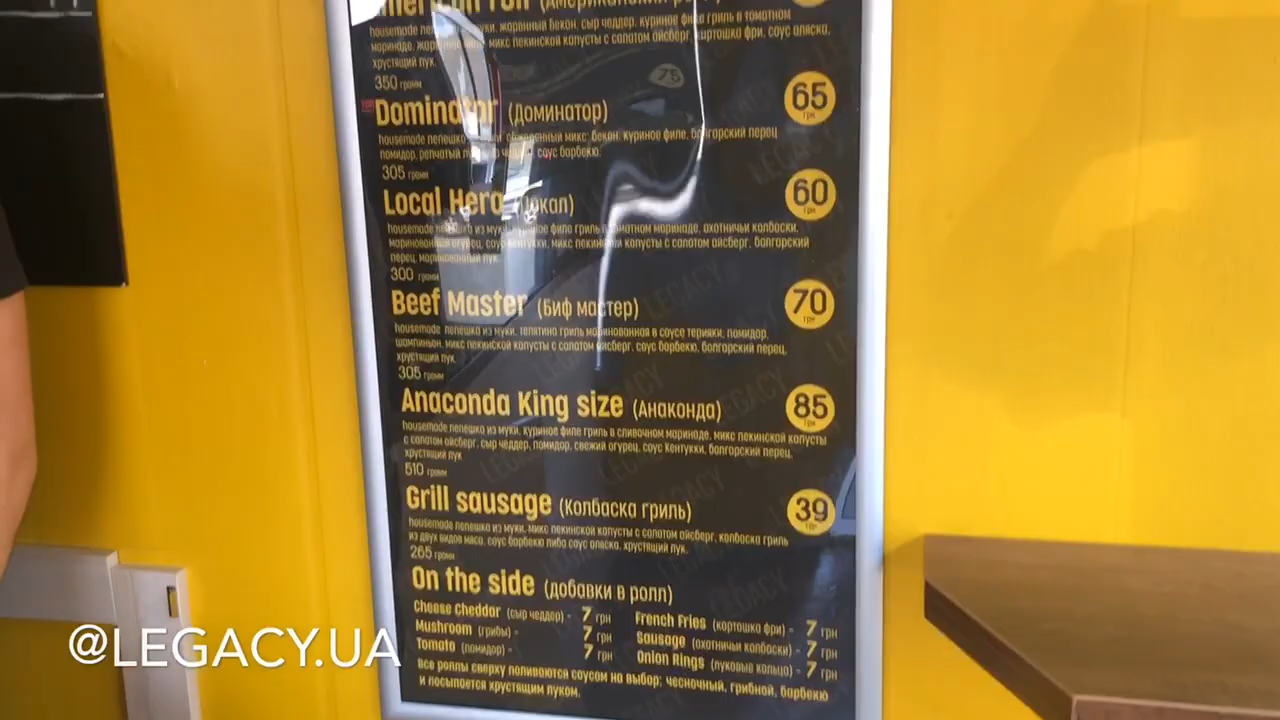 American roll (Американский ролл)
housemade лепешка из муки, жаренный бекон, сыр чеддер, куриное филе гриль в томатном
маринаде, микс пекинской капусты с салатом айсберг, картошка фри, соус аляска,
хрустящий лук
350 грамм
75
Dominator (Доминатор)
65 грн
housemade лепешка микс: бекон, куриное филе, болгарский перец
помидор, репчатый чеддер, соус барбекю.
305 грамм
Local Hero (Локал)
60 грн
housemade лепешка из муки, куриное филе гриль томатном маринаде, охотничьи колбаски,
маринованный огурец, соус кентукки, микс пекинской капусты с салатом айсберг, болгарский
перец, маринованный лук
300 грамм
Beef Master (Биф мастер)
70 грн
housemade лепешка из муки, телятина гриль маринованная в соусе терияки, помидор,
шампиньон, микс пекинской капусты с салатом айсберг, соус барбекю, болгарский перец,
хрустящий лук
305 грамм
Anaconda King size (Анаконда)
85 грн
housemade лепешка из муки, куриное филе гриль в сливочном маринаде, микс пекинской капусты
с салатом айсберг, сыр чеддер, помидор, свежий огурец, соус Кентукки, болгарский перец,
хрустящий лук
510 грамм
Grill sausage (Колбаска гриль)
39 грн
housemade лепешка из муки, микс пекинской капусты с салатом айсберг, колбаска гриль
из двух видов мяса, соус барбекю либо соус аляска, хрустящий лук.
265 грамм
On the side (добавки в ролл)
Cheese Cheddar (сыр чеддер) - 7 грн
Mushroom (грибы) - 7 грн
Tomato (помидор) - 7 грн
French Fries (картошка фри) - 7 грн
Sausage (охотничьи колбаски) - 7 грн
Onion Rings (луковые кольца) - 7 грн
Все роллы сверху поливаются соусом на выбор: чесночный, грибной, барбекю
и посыпается хрустящим луком.
@LEGACY.UA